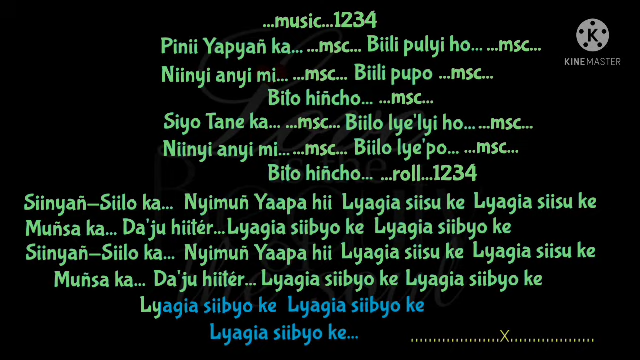 ...music...1234
Pinii Yapyañ ka... ...msc... Biili pulyi ho... ...msc...
KINEMASTER
Niinyi anyi mi... ...msc... Biili pupo ...msc...
Bito hiñcho... ...msc...
Siyo Tane ka... ...msc... Biilo lye'lyi ho... ...msc...
Niinyi anyi mi... ...msc... Biilo lye'po... ...msc...
Bito hiñcho... ...roll...1234
Siinyañ-Siilo ka... Nyimuñ Yaapa hii Lyagia siisu ke Lyagia siisu ke
Muñsa ka... Da'ju hiitér...Lyagia siibyo ke Lyagia siibyo ke
Siinyañ-Siilo ka... Nyimuñ Yaapa hii Lyagia siisu ke Lyagia siisu ke
Muñsa ka... Da'ju hiitér... Lyagia siibyo ke Lyagia siibyo ke
Lyagia siibyo ke Lyagia siibyo ke
Lyagia siibyo ke... .....................X....................